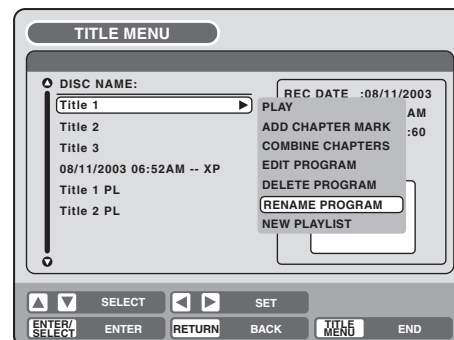 TITLE MENU
DISC NAME:
REC DATE :08/11/2003
Title 1
PLAY
AM
Title 2
ADD CHAPTER MARK
:60
Title 3
COMBINE CHAPTERS
08/11/2003 06:52AM -- XP
EDIT PROGRAM
Title 1 PL
DELETE PROGRAM
Title 2 PL
RENAME PROGRAM
NEW PLAYLIST
SELECT
SET
ENTER/
SELECT
ENTER
RETURN
BACK
TITLE
MENU
END